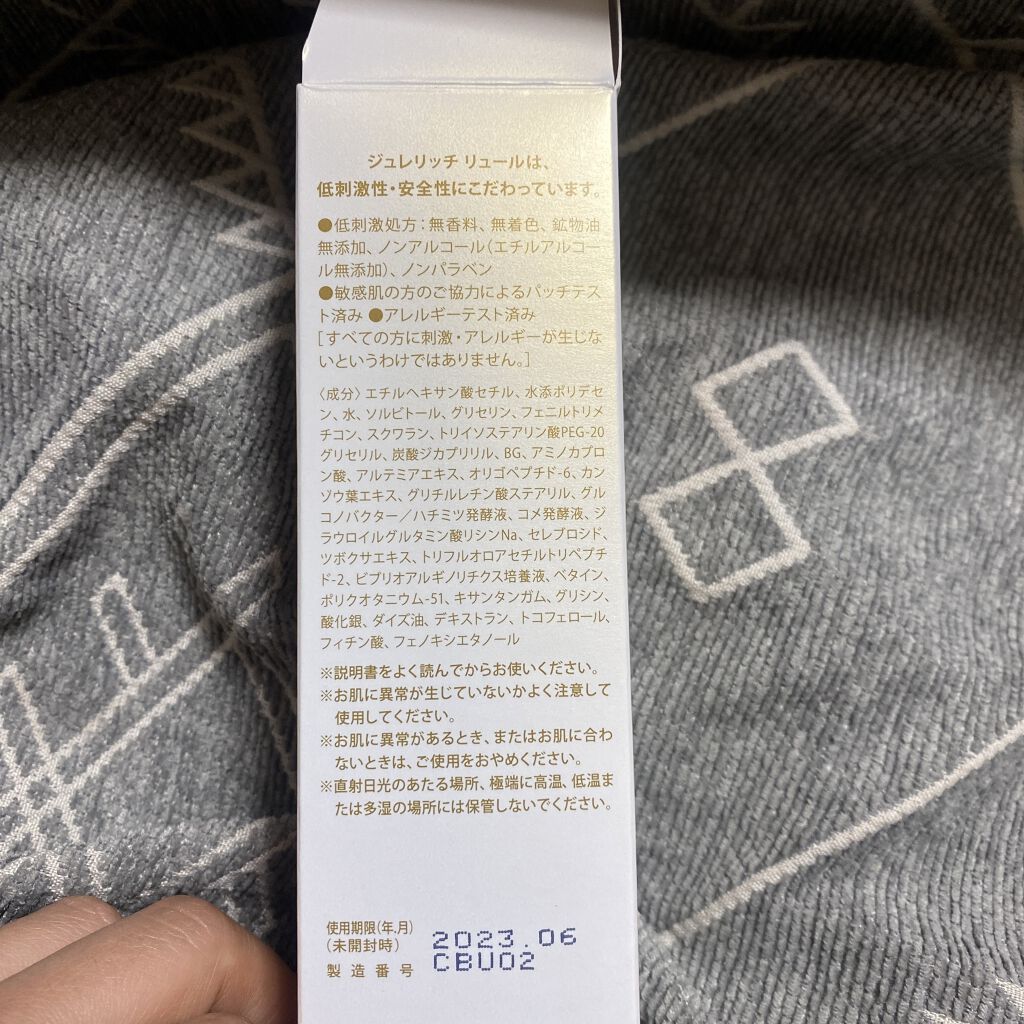 ジュレリッチ リュールは、
低刺激性・安全性にこだわっています。
●低刺激処方：無香料、無着色、鉱物油
無添加、ノンアルコール（エチルアルコー
ル無添加）、ノンパラベン
●敏感肌の方のご協力によるパッチテス
ト済み ●アレルギーテスト済み
［すべての方に刺激・アレルギーが生じな
いというわけではありません。］
〈成分〉エチルヘキサン酸セチル、水添ポリデセ
ン、水、ソルビトール、グリセリン、フェニルトリメ
チコン、スクワラン、トリイソステアリン酸PEG-20
グリセリル、炭酸ジカプリリル、BG、アミノカプロ
ン酸、アルテミアエキス、オリゴペプチド-6、カン
ゾウ葉エキス、グリチルレチン酸ステアリル、グル
コノバクター／ハチミツ発酵液、コメ発酵液、ジ
ラウロイルグルタミン酸リシンNa、セレブロシド、
ツボクサエキス、トリフルオロアセチルトリペプチ
ド-2、ビブリオアルギノリチクス培養液、ベタイン、
ポリクオタニウム-51、キサンタンガム、グリシン、
酸化銀、ダイズ油、デキストラン、トコフェロール、
フィチン酸、フェノキシエタノール
※説明書をよく読んでからお使いください。
※お肌に異常が生じていないかよく注意して
使用してください。
※お肌に異常があるとき、またはお肌に合わ
ないときは、ご使用をおやめください。
※直射日光のあたる場所、極端に高温、低温ま
たは多湿の場所には保管しないでください。
使用期限（年.月）
（未開封時） 2023.06
製造番号 CBU02